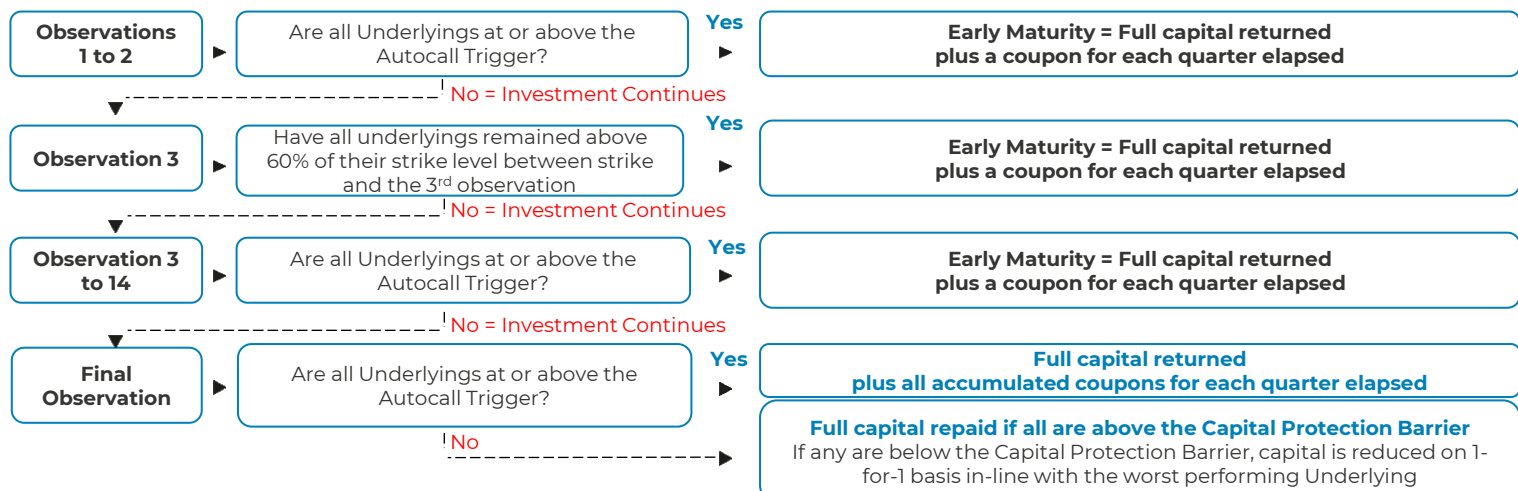 Observations
1 to 2
Are all Underlyings at or above the
Autocall Trigger?
Yes
Early Maturity = Full capital returned
plus a coupon for each quarter elapsed
No = Investment Continues
Observation 3
Have all underlyings remained above
60% of their strike level between strike
and the 3rd observation
Yes
Early Maturity = Full capital returned
plus a coupon for each quarter elapsed
No = Investment Continues
Observation 3
to 14
Are all Underlyings at or above the
Autocall Trigger?
Yes
Early Maturity = Full capital returned
plus a coupon for each quarter elapsed
No = Investment Continues
Final
Observation
Are all Underlyings at or above the
Autocall Trigger?
Yes
Full capital returned
plus all accumulated coupons for each quarter elapsed
No
Full capital repaid if all are above the Capital Protection Barrier
If any are below the Capital Protection Barrier, capital is reduced on 1-
for-1 basis in-line with the worst performing Underlying